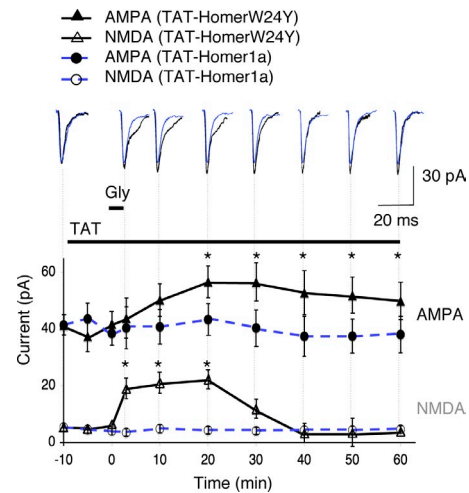 AMPA (TAT-HomerW24Y)
NMDA (TAT-HomerW24Y)
AMPA (TAT-Homer1a)
NMDA (TAT-Homer1a)
30 pA
20 ms
Gly
TAT
* * * * *
60
40
20
0
Current (pA)
AMPA
* * *
NMDA
-10 0 10 20 30 40 50 60
Time (min)